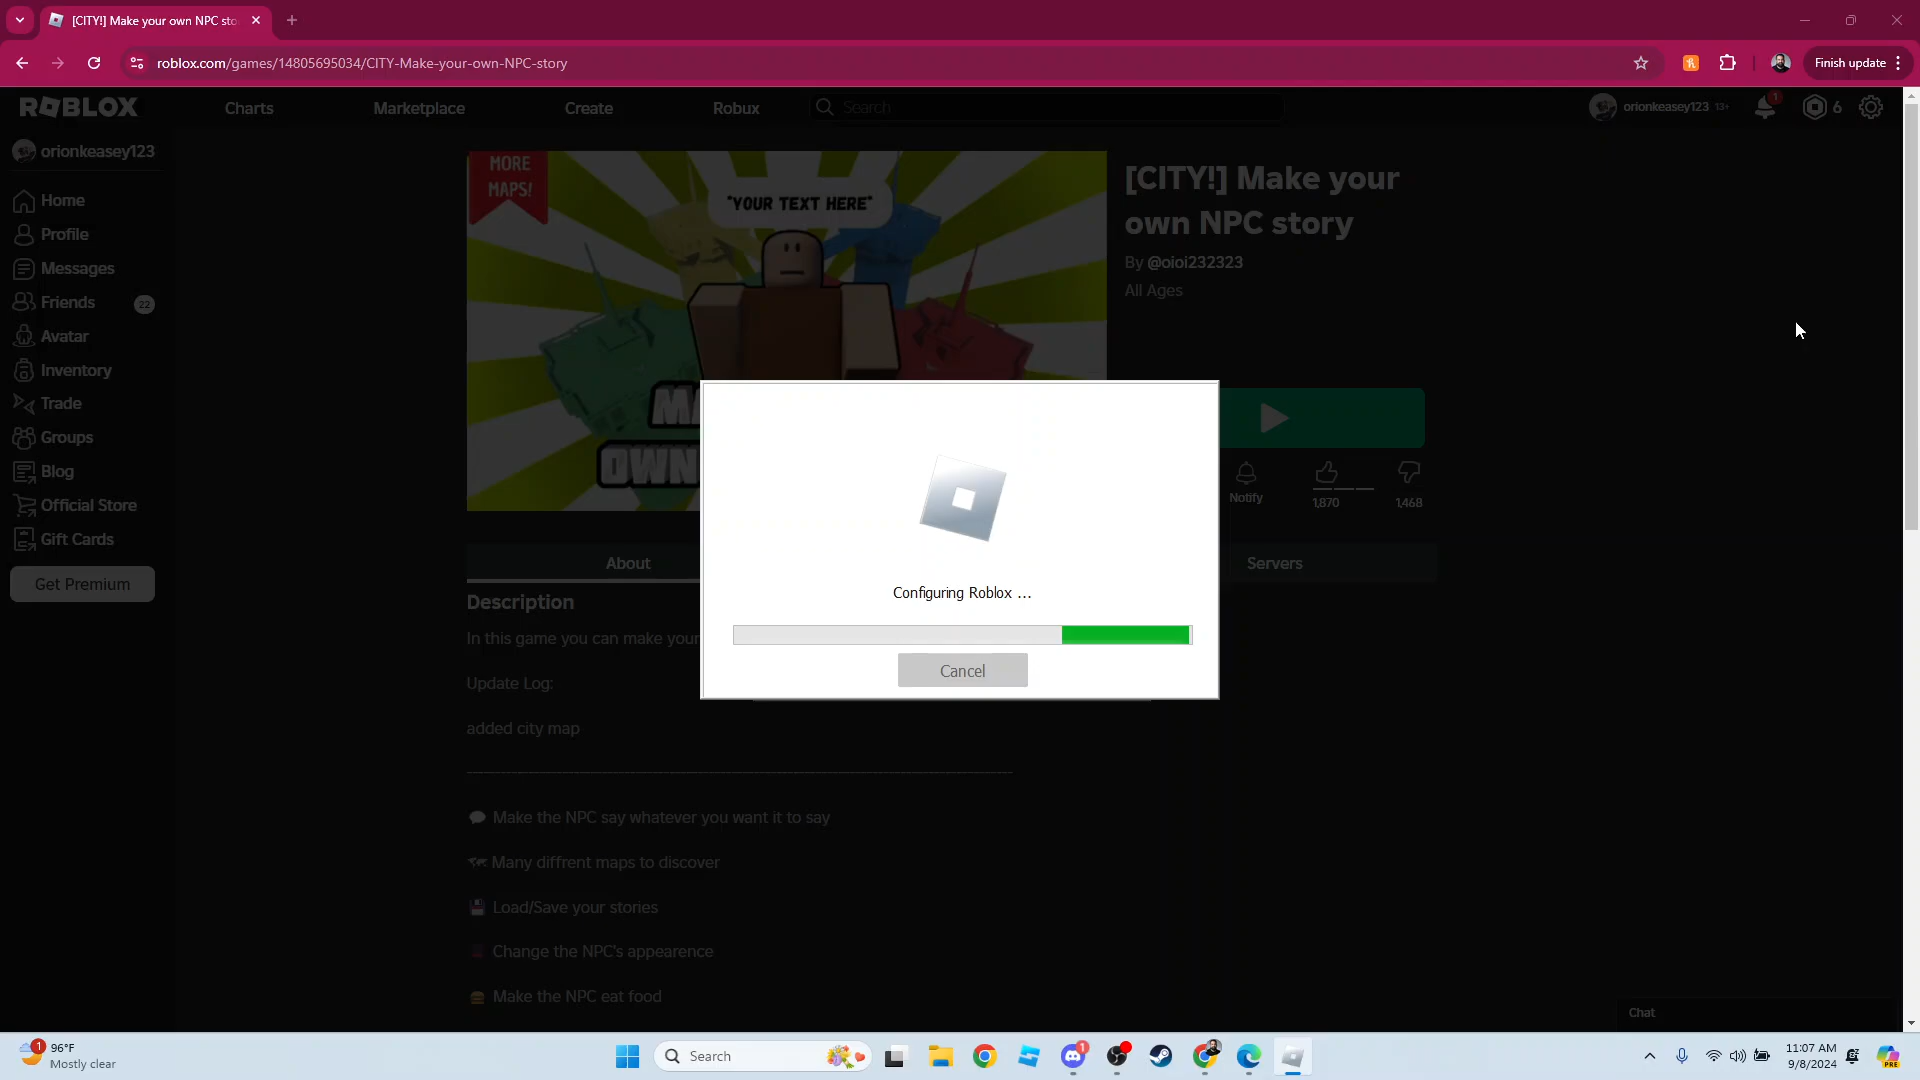 [CITY!] Make your own NPC sto
roblox.com/games/14805695034/CITY-Make-your-own-NPC-story
Finish update
ROBLOX
Charts
Marketplace
Create
Robux
Search
orionkeasey123 13+
1
6
orionkeasey123
Home
Profile
Messages
Friends
22
Avatar
Inventory
Trade
Groups
Blog
Official Store
Gift Cards
Get Premium
MORE
MAPS!
"YOUR TEXT HERE"
MA
OWN
[CITY!] Make your
own NPC story
By @oioi232323
All Ages
Notify
1,870
1,468
About
Servers
Configuring Roblox ...
Cancel
Description
In this game you can make your
Update Log:
added city map
Make the NPC say whatever you want it to say
Many diffrent maps to discover
Load/Save your stories
Change the NPC's appearence
Make the NPC eat food
Chat
1
96°F
Mostly clear
Search
1
11:07 AM
9/8/2024
PRE